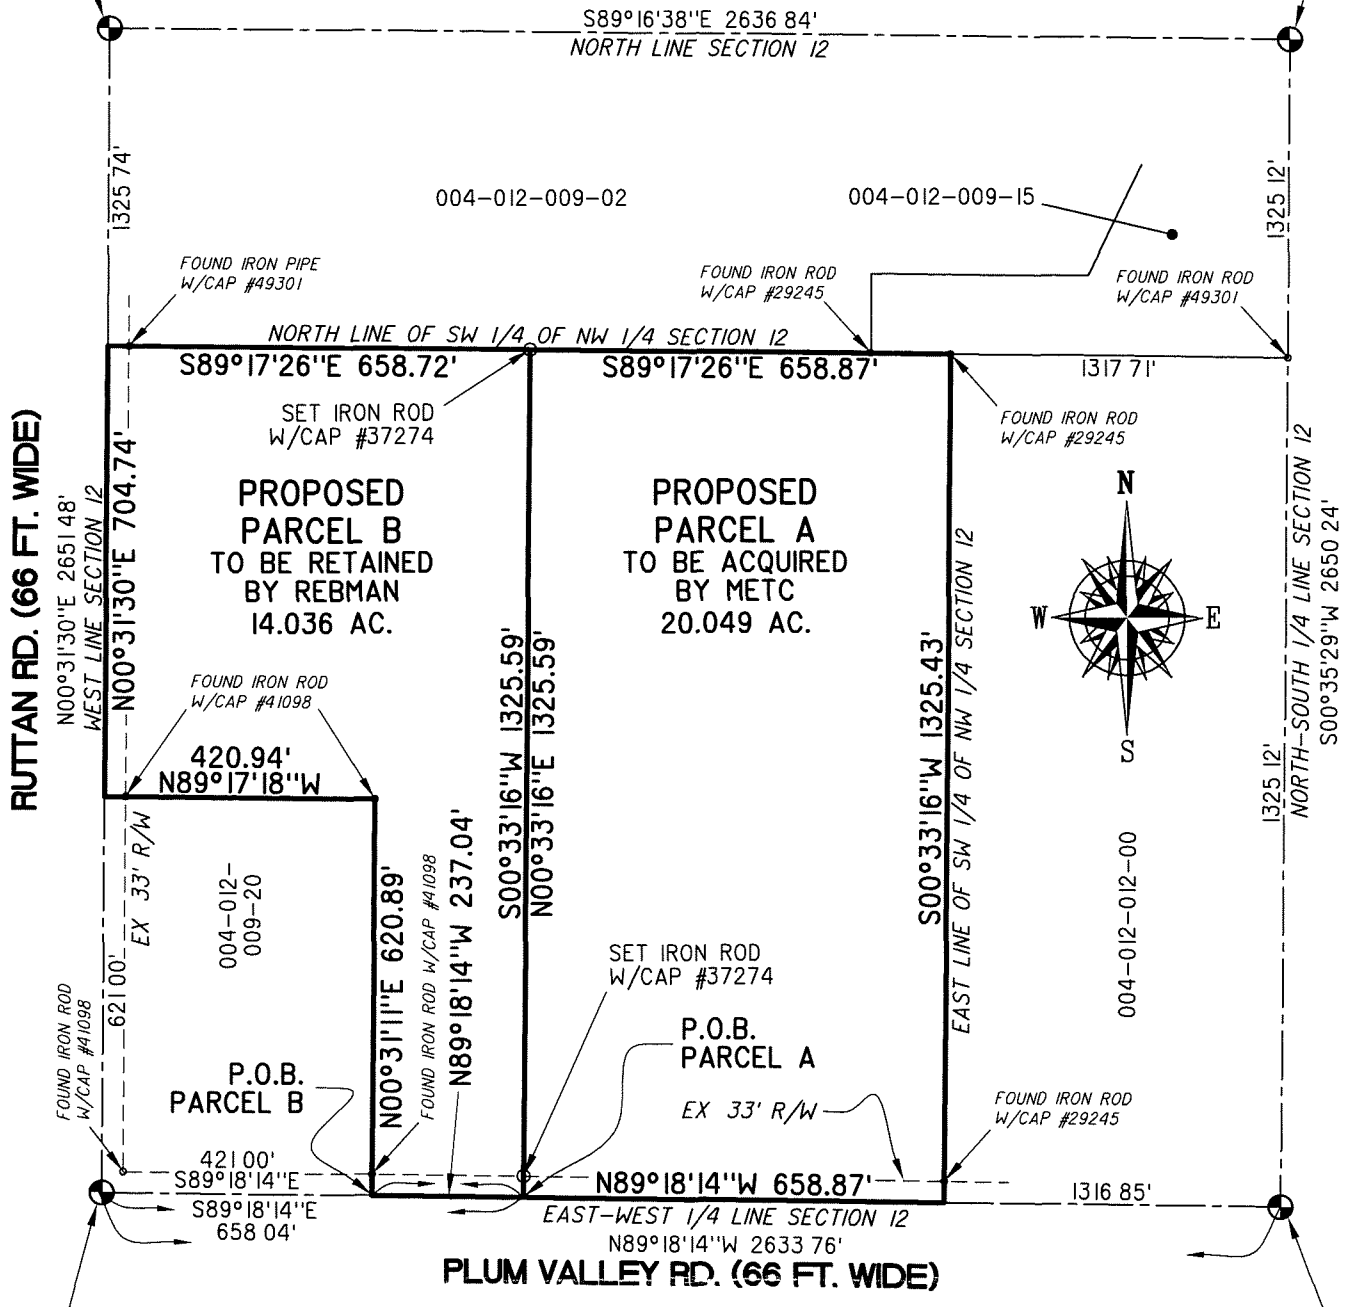 S89°16'38"E 2636 84'
NORTH LINE SECTION 12
1325 74'
1325 12'
004-012-009-02
004-012-009-15
FOUND IRON PIPE
W/CAP #49301
FOUND IRON ROD
W/CAP #29245
FOUND IRON ROD
W/CAP #49301
NORTH LINE OF SW 1/4 OF NW 1/4 SECTION 12
S89°17'26"E 658.72'
S89°17'26"E 658.87'
1317 71'
SET IRON ROD
W/CAP #37274
FOUND IRON ROD
W/CAP #29245
RUTTAN RD. (66 FT. WIDE)
N00°31'30"E 2651 48'
WEST LINE SECTION 12
N00°31'30"E 704.74'
PROPOSED
PARCEL B
TO BE RETAINED
BY REBMAN
14.036 AC.
PROPOSED
PARCEL A
TO BE ACQUIRED
BY METC
20.049 AC.
N
W
E
S
NORTH-SOUTH 1/4 LINE SECTION 12
S00°35'29"W 2650 24'
1325 12'
FOUND IRON ROD
W/CAP #41098
420.94'
N89°17'18"W
S00°33'16"W 1325.59'
N00°33'16"E 1325.59'
S00°33'16"W 1325.43'
EAST LINE OF SW 1/4 OF NW 1/4 SECTION 12
EX 33' R/W
004-012-
009-20
621 00'
N00°31'11"E 620.89'
FOUND IRON ROD W/CAP #41098
N89°18'14"W 237.04'
004-012-012-00
SET IRON ROD
W/CAP #37274
P.O.B.
PARCEL A
FOUND IRON ROD
W/CAP #41098
P.O.B.
PARCEL B
EX 33' R/W
FOUND IRON ROD
W/CAP #29245
421 00'
S89°18'14"E
S89°18'14"E
658 04'
N89°18'14"W 658.87'
1316 85'
EAST-WEST 1/4 LINE SECTION 12
N89°18'14"W 2633 76'
PLUM VALLEY RD. (66 FT. WIDE)